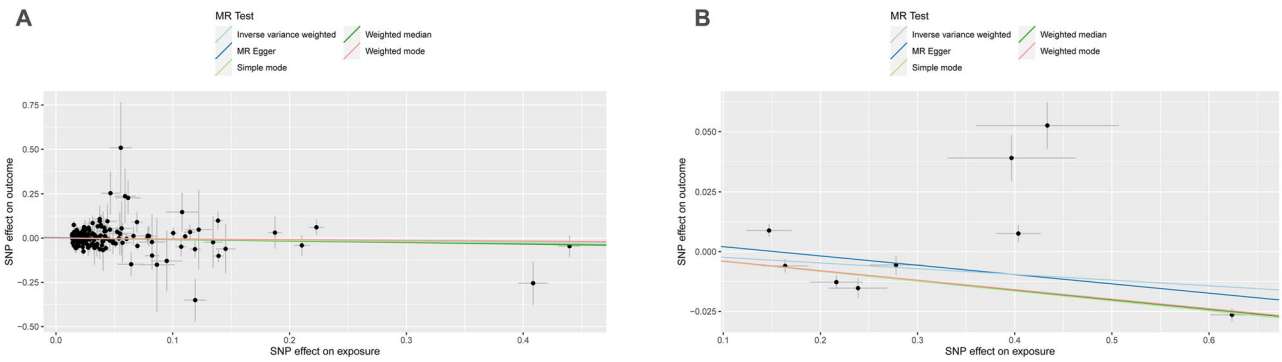 A
MR Test
Inverse variance weighted
Weighted median
MR Egger
Weighted mode
Simple mode
SNP effect on outcome
0.75
0.50
0.25
0.00
−0.25
−0.50
0.0
0.1
0.2
0.3
0.4
SNP effect on exposure
B
MR Test
Inverse variance weighted
Weighted median
MR Egger
Weighted mode
Simple mode
SNP effect on outcome
0.050
0.025
0.000
−0.025
0.1
0.2
0.3
0.4
0.5
0.6
SNP effect on exposure